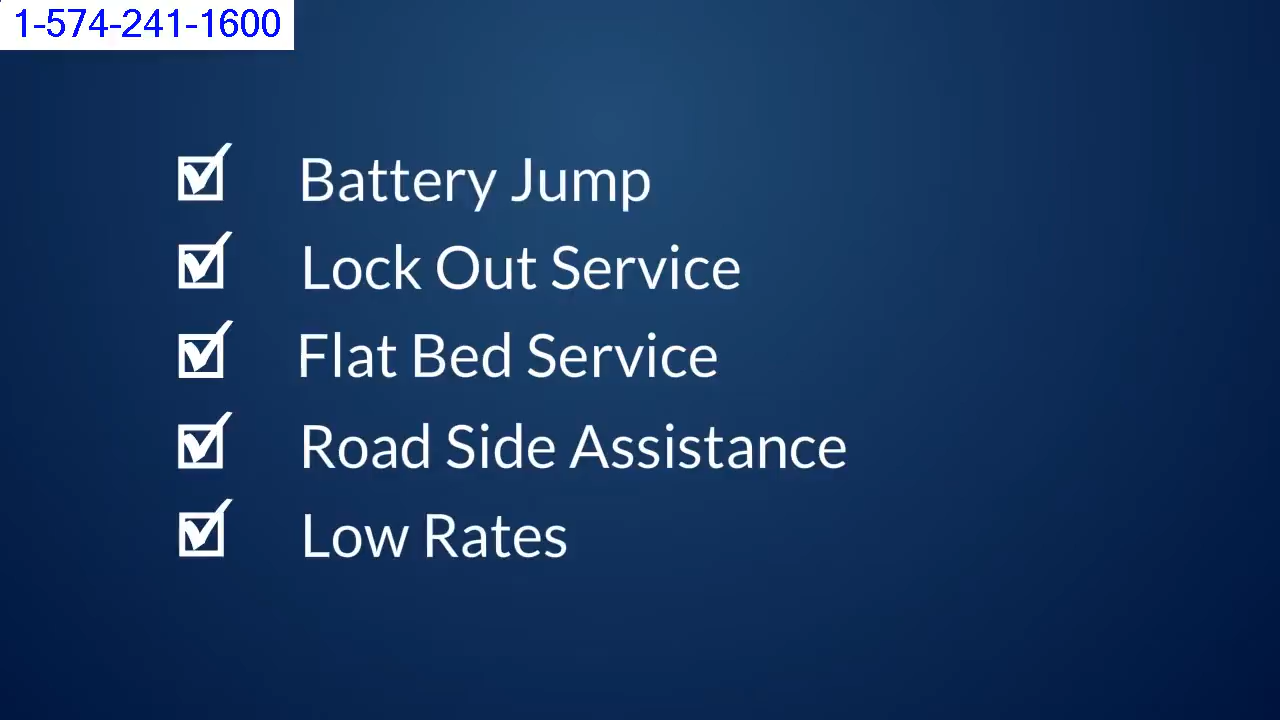 1-574-241-1600
Battery Jump
Lock Out Service
Flat Bed Service
Road Side Assistance
Low Rates